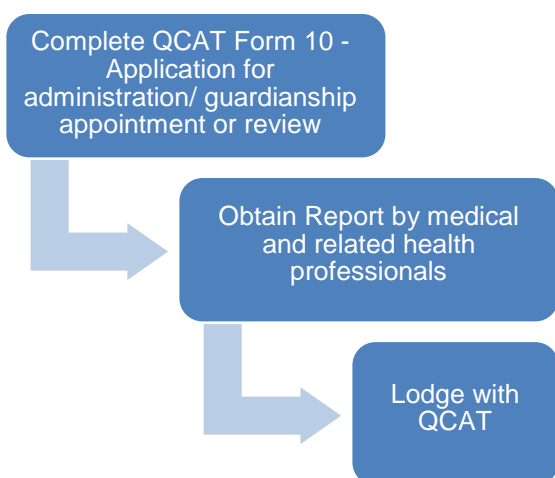 Complete QCAT Form 10 -
Application for
administration/ guardianship
appointment or review
Obtain Report by medical
and related health
professionals
Lodge with
QCAT